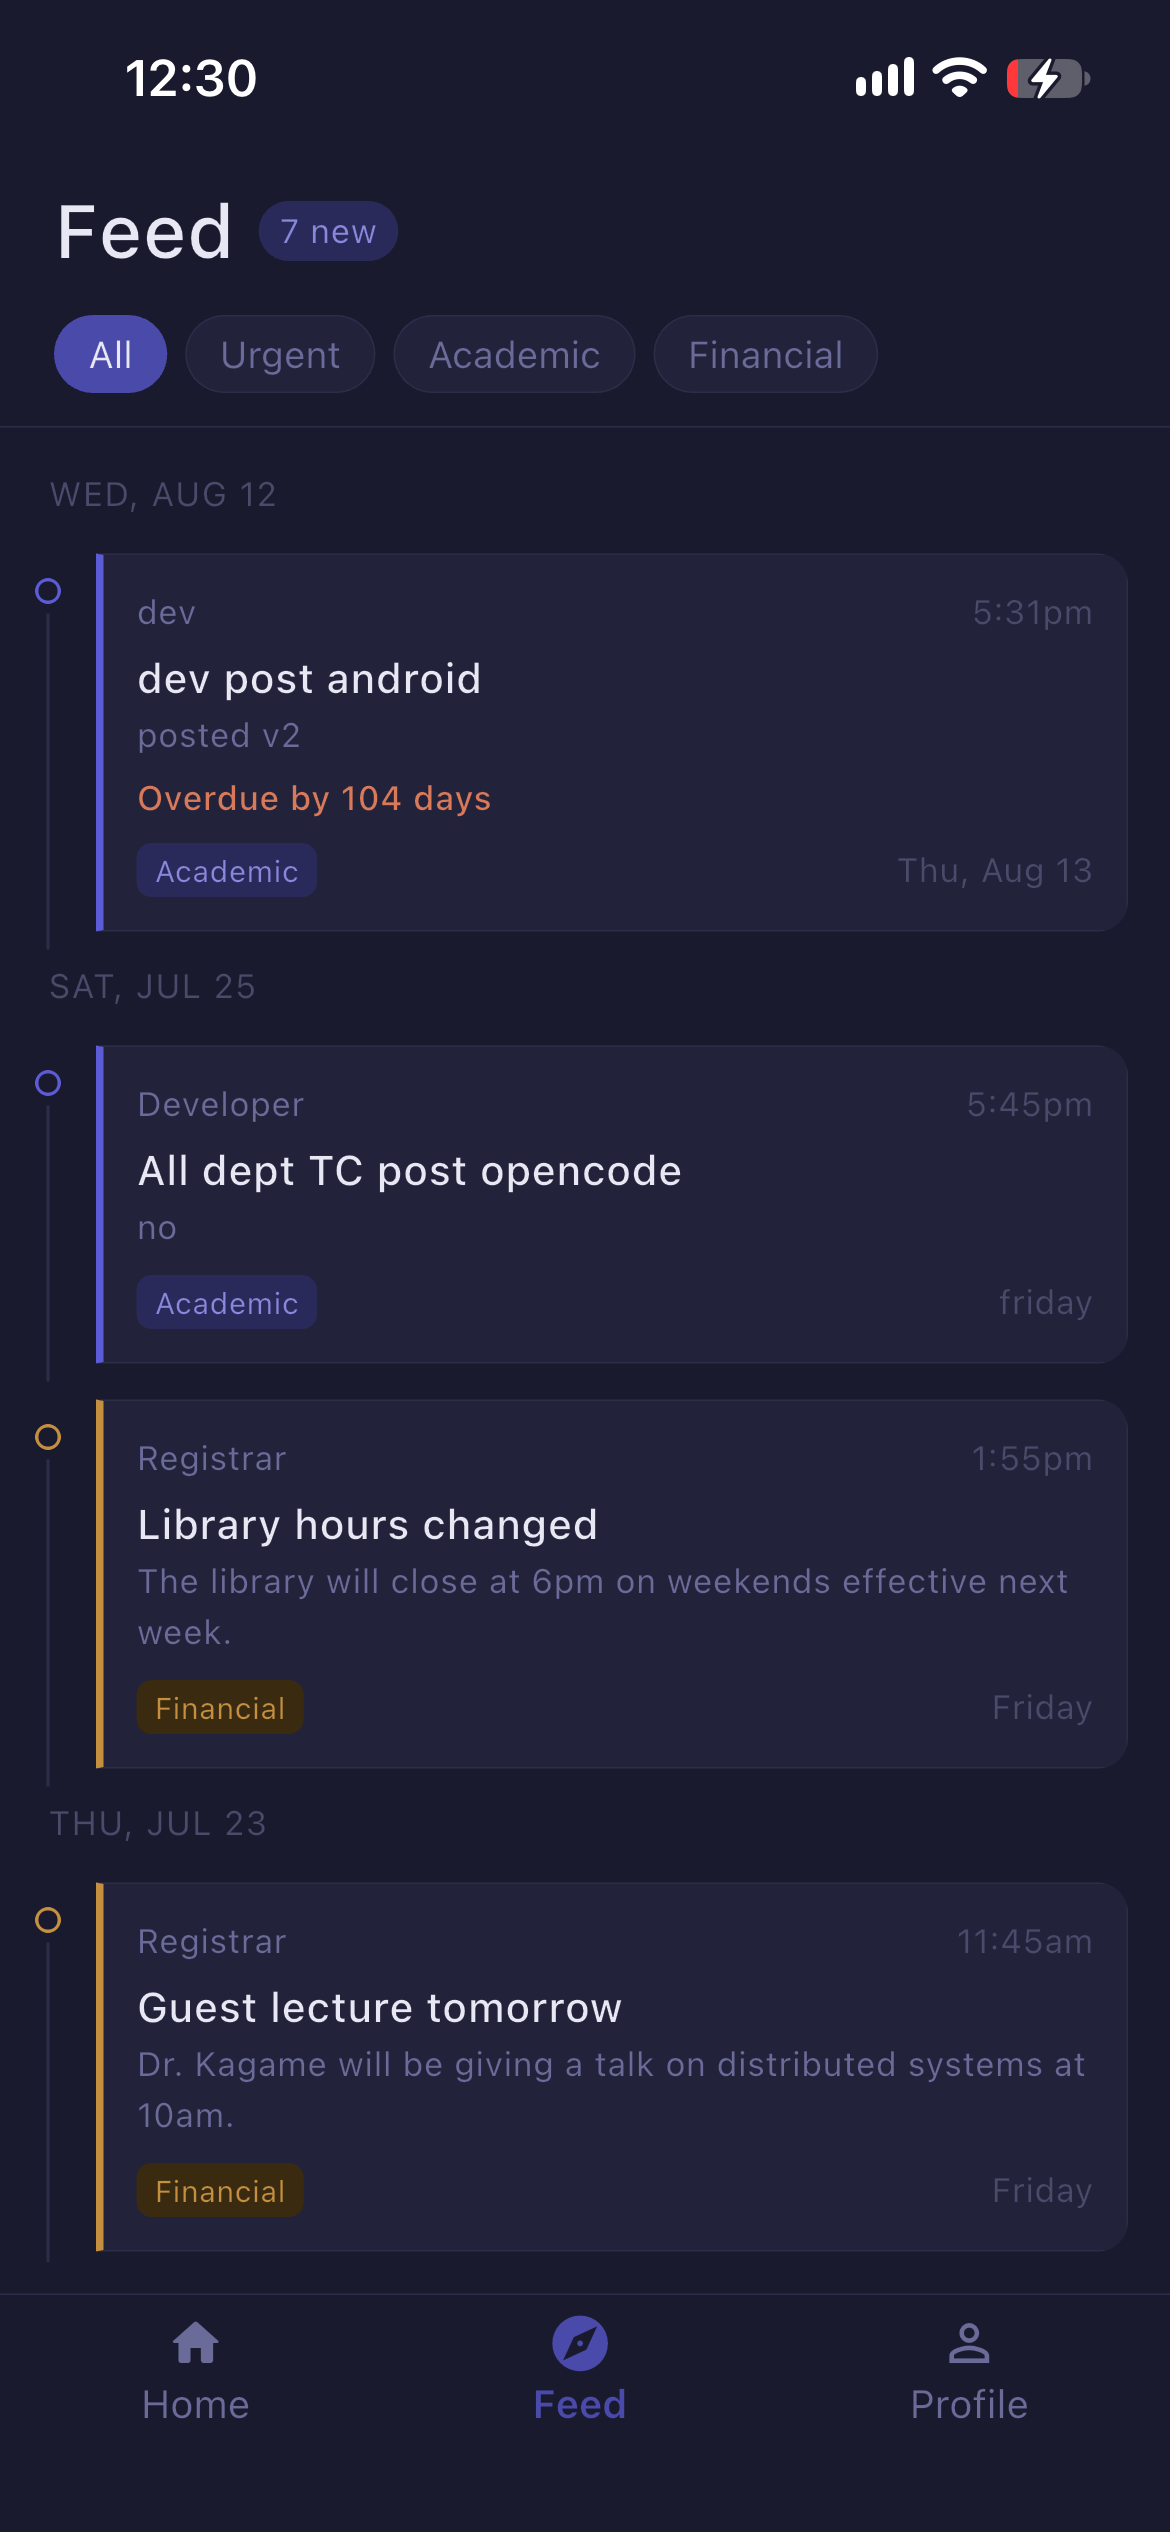 12:30
Feed
7 new
All
Urgent
Academic
Financial
WED, AUG 12
dev
5:31pm
dev post android
posted v2
Overdue by 104 days
Academic
Thu, Aug 13
SAT, JUL 25
Developer
5:45pm
All dept TC post opencode
no
Academic
friday
Registrar
1:55pm
Library hours changed
The library will close at 6pm on weekends effective next
week.
Financial
Friday
THU, JUL 23
Registrar
11:45am
Guest lecture tomorrow
Dr. Kagame will be giving a talk on distributed systems at
10am.
Financial
Friday
Home
Feed
Profile